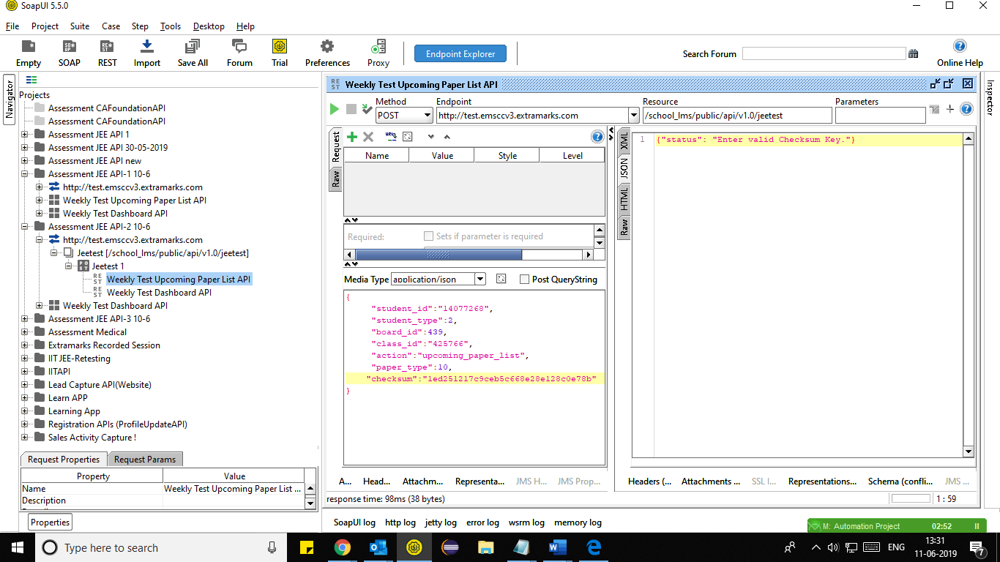 SoapUI 5.5.0
File Project Suite Case Step Tools Desktop Help
Empty SOAP REST Import Save All Forum Trial Preferences Proxy Endpoint Explorer Search Forum Online Help
Navigator
Projects
Assessment CAFoundationAPI
Assessment CAFoundationAPI
Assessment JEE API 1
Assessment JEE API 30-05-2019
Assessment JEE API new
Assessment JEE API-1 10-6
http://test.emsccv3.extramarks.com
Weekly Test Upcoming Paper List API
Weekly Test Dashboard API
Assessment JEE API-2 10-6
http://test.emsccv3.extramarks.com
Jeetest [/school_lms/public/api/v1.0/jeetest]
Jeetest 1
Weekly Test Upcoming Paper List API
Weekly Test Dashboard API
Weekly Test Dashboard API
Assessment JEE API-3 10-6
Assessment Medical
Extramarks Recorded Session
IIT JEE-Retesting
IITAPI
Lead Capture API(Website)
Learn APP
Learning App
Registration APIs (ProfileUpdateAPI)
Sales Activity Capture !
Request Properties Request Params
Property Value
Name Weekly Test Upcoming Paper List ...
Description
Properties
Weekly Test Upcoming Paper List API
Method Endpoint Resource Parameters
POST http://test.emsccv3.extramarks.com /school_lms/public/api/v1.0/jeetest
Request
Raw
Name Value Style Level
Required: Sets if parameter is required
Media Type application/json Post QueryString
{
"student_id":"14077268",
"student_type":2,
"board_id":439,
"class_id":"425766",
"action":"upcoming_paper_list",
"paper_type":10,
"checksum":"1ed251217c9ceb5c668e28e128c0e78b"
}
A... Head... Attachm... Representa... JMS H... JMS Prop...
XML
JSON
HTML
Raw
1 {"status": "Enter valid Checksum Key."}
Headers (... Attachments ... SSL I... Representations... Schema (confli... JMS ...
response time: 98ms (38 bytes) 1 : 59
Inspector
SoapUI log http log jetty log error log wsrm log memory log
M: Automation Project 02:52
Type here to search
ENG
13:31
11-06-2019
7